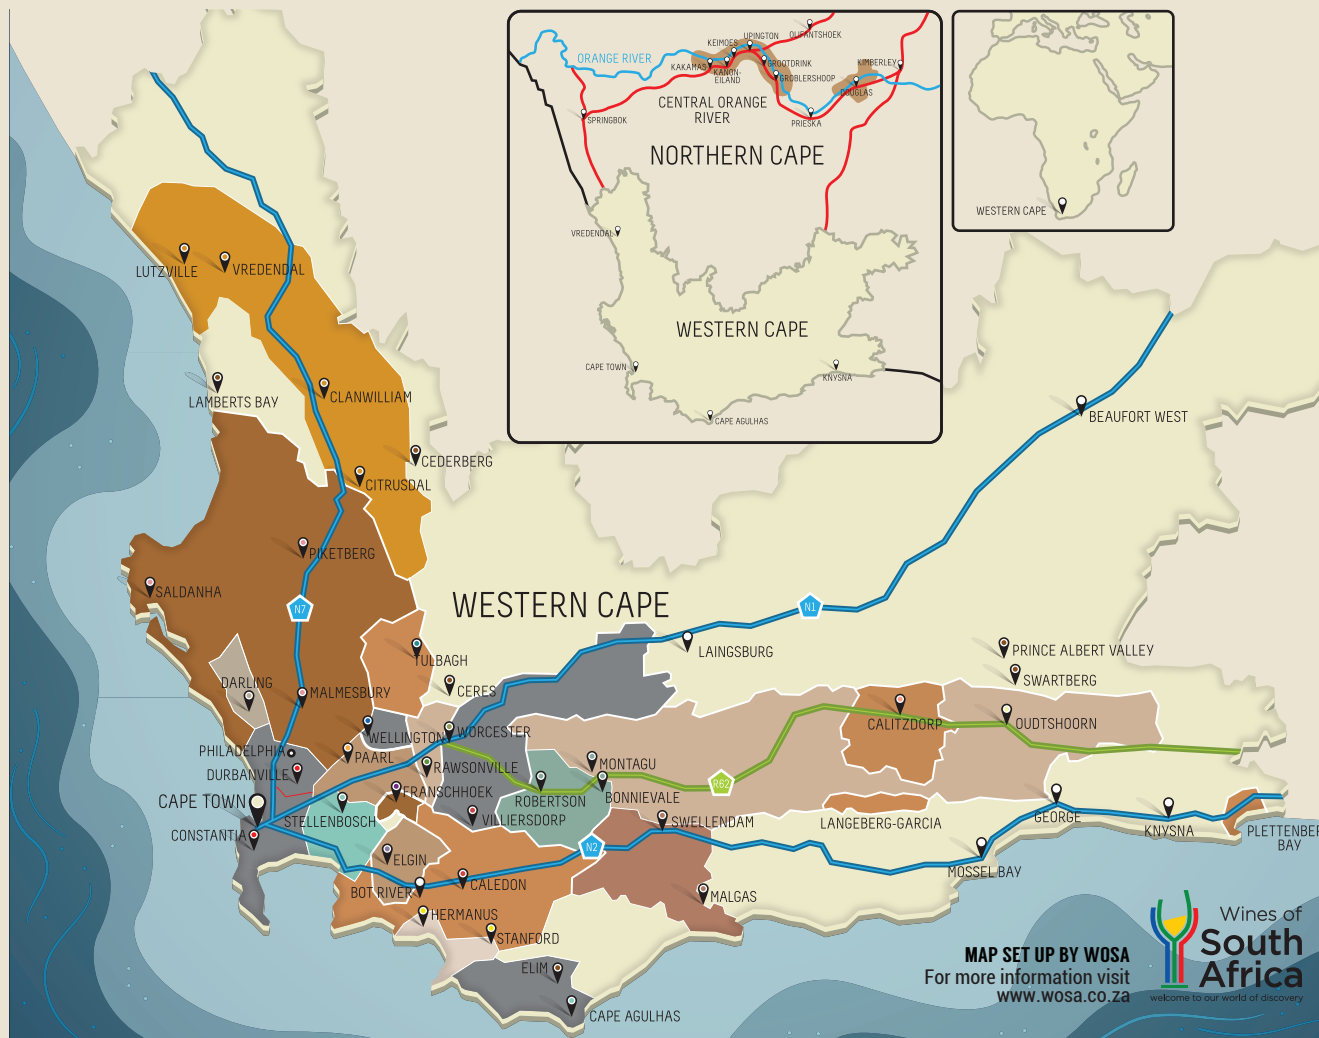 ORANGE RIVER
KEIMOES
UPINGTON
OLIFANTSHOEK
KAKAMAS
KANON-
EILAND
GROOTDRINK
GROBLERSHOOP
KIMBERLEY
DOUGLAS
SPRINGBOK
CENTRAL ORANGE
RIVER
PRIESKA
NORTHERN CAPE
VREDENDAL
WESTERN CAPE
CAPE TOWN
KNYSNA
CAPE AGULHAS
WESTERN CAPE
LUTZVILLE
VREDENDAL
LAMBERTS BAY
CLANWILLIAM
CEDERBERG
CITRUSDAL
BEAUFORT WEST
PIKETBERG
SALDANHA
N7
WESTERN CAPE
N1
LAINGSBURG
TULBAGH
PRINCE ALBERT VALLEY
SWARTBERG
DARLING
MALMESBURY
CERES
CALITZDORP
OUDTSHOORN
WELLINGTON
WORCESTER
PHILADELPHIA
PAARL
DURBANVILLE
RAWSONVILLE
MONTAGU
R62
FRANSCHHOEK
BONNIEVALE
ROBERTSON
CAPE TOWN
STELLENBOSCH
VILLIERSDORP
SWELLENDAM
LANGEBERG-GARCIA
GEORGE
KNYSNA
PLETTENBER
BAY
CONSTANTIA
N2
ELGIN
MOSSEL BAY
BOT RIVER
CALEDON
MALGAS
HERMANUS
STANFORD
ELIM
CAPE AGULHAS
MAP SET UP BY WOSA
For more information visit
www.wosa.co.za
Wines of
South
Africa
welcome to our world of discovery